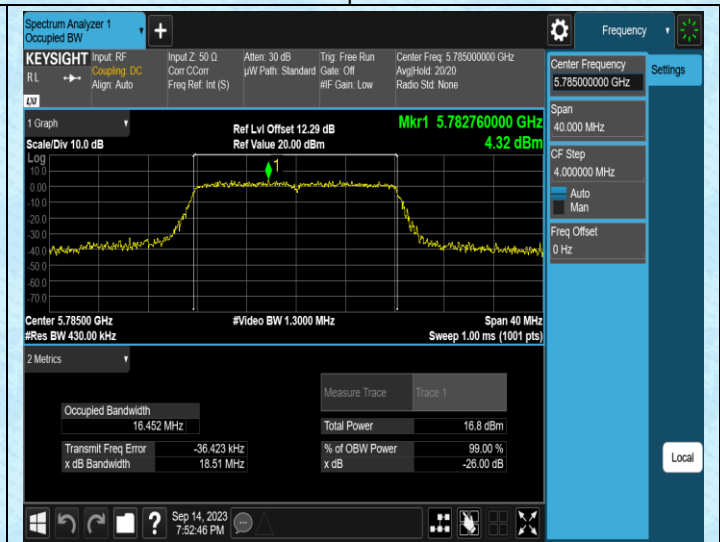 Spectrum Analyzer 1
Occupied BW
+
Frequency
KEYSIGHT
RL
LXI
Input: RF
Coupling: DC
Align: Auto
Input Z: 50 Ω
Corr CCorr
Freq Ref: Int (S)
Atten: 30 dB
µW Path: Standard
Trig: Free Run
Gate: Off
#IF Gain: Low
Center Freq: 5.785000000 GHz
Avg|Hold: 20/20
Radio Std: None
Center Frequency
5.785000000 GHz
Settings
Span
40.000 MHz
CF Step
4.000000 MHz
Auto
Man
Freq Offset
0 Hz
1 Graph
Scale/Div 10.0 dB
Ref Lvl Offset 12.29 dB
Ref Value 20.00 dBm
Mkr1 5.782760000 GHz
4.32 dBm
Log
10.0
0.00
-10.0
-20.0
-30.0
-40.0
-50.0
-60.0
-70.0
1
Center 5.78500 GHz
#Res BW 430.00 kHz
#Video BW 1.3000 MHz
Span 40 MHz
Sweep 1.00 ms (1001 pts)
2 Metrics
Measure Trace Trace 1
Occupied Bandwidth
16.452 MHz
Total Power 16.8 dBm
Transmit Freq Error -36.423 kHz
% of OBW Power 99.00 %
x dB Bandwidth 18.51 MHz
x dB -26.00 dB
Local
?
Sep 14, 2023
7:52:46 PM